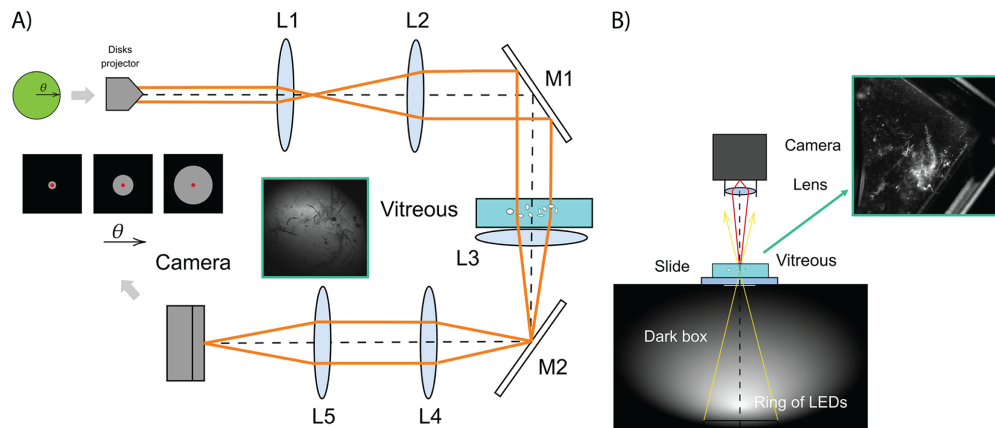 A)
B)
L1
L2
Disks
projector
M1
θ
Camera
Lens
Vitreous
θ
L3
Camera
Slide
Vitreous
Dark box
M2
Ring of LEDs
L5
L4